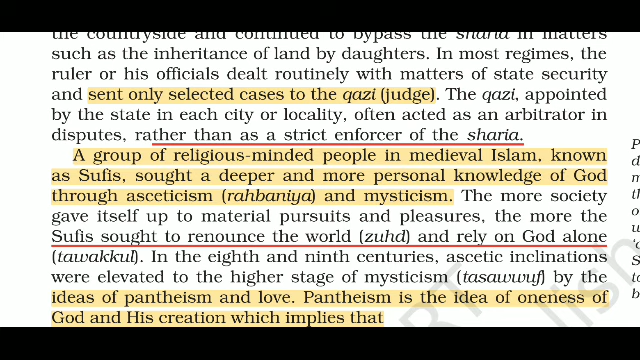 the countryside and continued to bypass the sharia in matters
such as the inheritance of land by daughters. In most regimes, the
ruler or his officials dealt routinely with matters of state security
and sent only selected cases to the qazi (judge). The qazi, appointed
by the state in each city or locality, often acted as an arbitrator in
disputes, rather than as a strict enforcer of the sharia.
A group of religious-minded people in medieval Islam, known
as Sufis, sought a deeper and more personal knowledge of God
through asceticism (rahbaniya) and mysticism. The more society
gave itself up to material pursuits and pleasures, the more the
Sufis sought to renounce the world (zuhd) and rely on God alone
(tawakkul). In the eighth and ninth centuries, ascetic inclinations
were elevated to the higher stage of mysticism (tasawwuf) by the
ideas of pantheism and love. Pantheism is the idea of oneness of
God and His creation which implies that